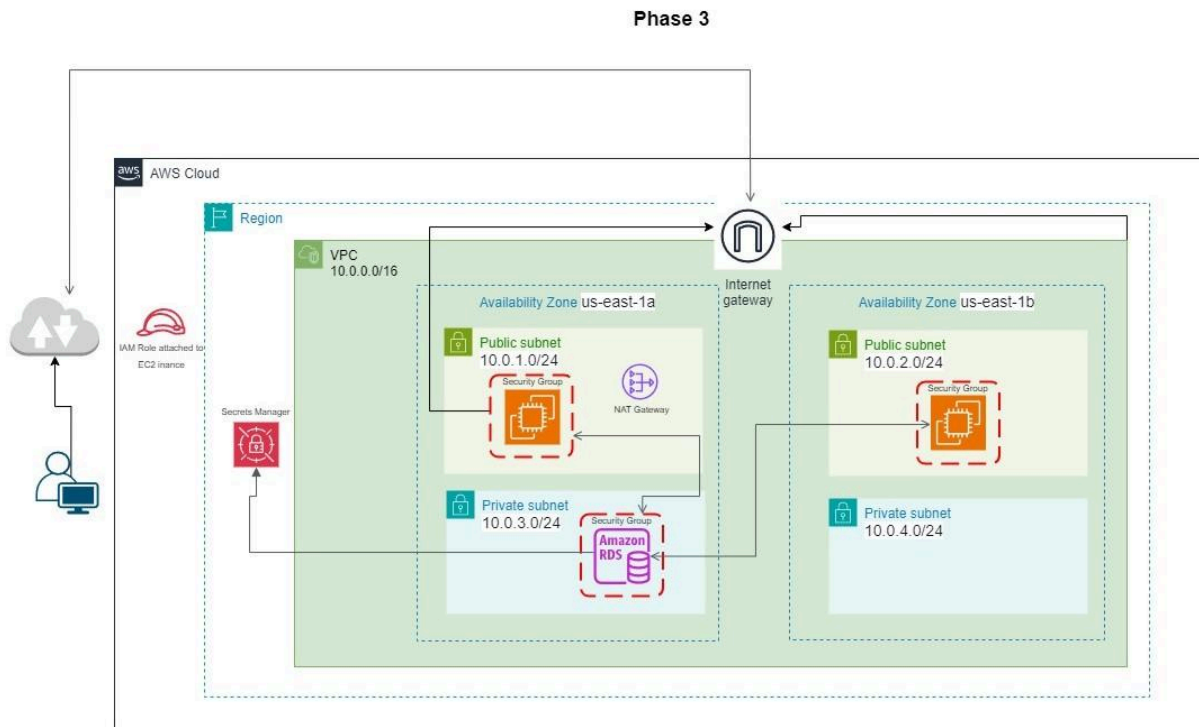 Phase 3
aws
AWS Cloud
Region
VPC
10.0.0.0/16
Internet
gateway
Availability Zone us-east-1a
Availability Zone us-east-1b
IAM Role attached to
EC2 inance
Public subnet
10.0.1.0/24
Security Group
NAT Gateway
Public subnet
10.0.2.0/24
Security Group
Secrets Manager
Private subnet
10.0.3.0/24
Security Group
Amazon
RDS
Private subnet
10.0.4.0/24